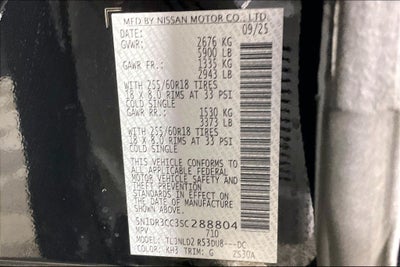 MFD BY NISSAN MOTOR CO., LTD.
DATE: 09/25
GVWR: 2676 KG
5900 LB
GAWR FR.: 1335 KG
2943 LB
WITH 255/60R18 TIRES
18 X 8.0 RIMS AT 33 PSI
COLD SINGLE
GAWR RR.: 1530 KG
3373 LB
WITH 255/60R18 TIRES
18 X 8.0 RIMS AT 33 PSI
COLD SINGLE
THIS VEHICLE CONFORMS TO
ALL APPLICABLE FEDERAL
MOTOR VEHICLE SAFETY, AND
THEFT PREVENTION
STANDARDS IN EFFECT ON
THE DATE OF MANUFACTURE
SHOWN ABOVE.
5N1DR3CC3SC288804
MPV 710
MODEL: TL3NLD2 R53DU8---DC
COLOR: KH3 TRIM: G ZS30A